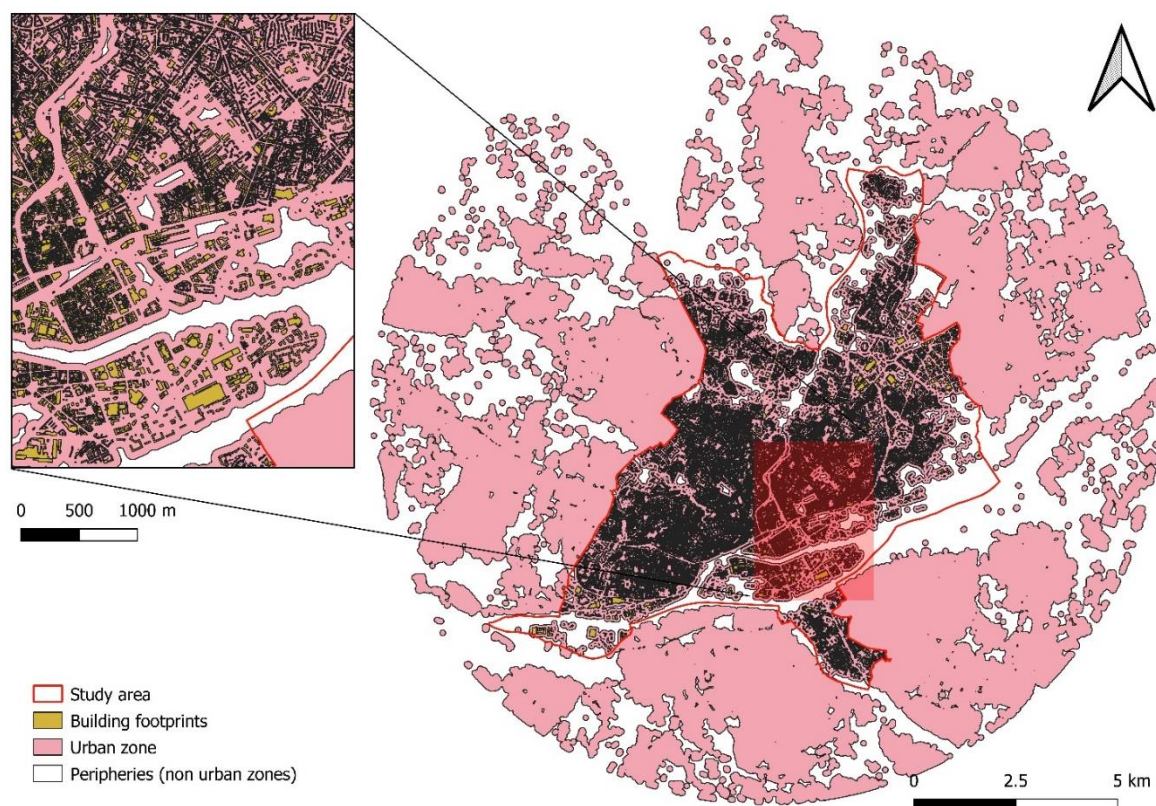 0 500 1000 m
Study area
Building footprints
Urban zone
Peripheries (non urban zones)
0 2.5 5 km